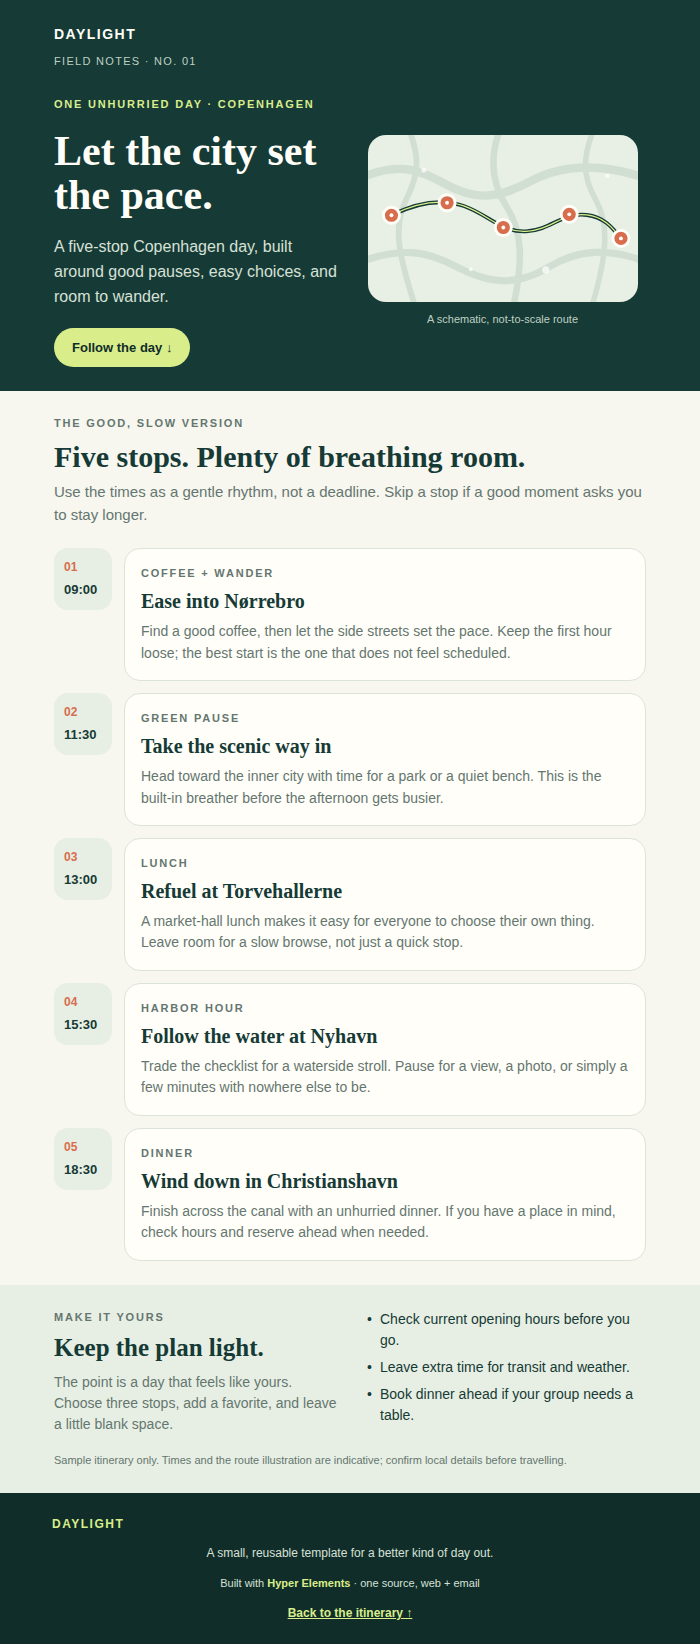 DAYLIGHT
FIELD NOTES · NO. 01
ONE UNHURRIED DAY · COPENHAGEN
Let the city set
the pace.
A five-stop Copenhagen day, built
around good pauses, easy choices, and
room to wander.
Follow the day ↓
A schematic, not-to-scale route
THE GOOD, SLOW VERSION
Five stops. Plenty of breathing room.
Use the times as a gentle rhythm, not a deadline. Skip a stop if a good moment asks you
to stay longer.
01
09:00
COFFEE + WANDER
Ease into Nørrebro
Find a good coffee, then let the side streets set the pace. Keep the first hour
loose; the best start is the one that does not feel scheduled.
02
11:30
GREEN PAUSE
Take the scenic way in
Head toward the inner city with time for a park or a quiet bench. This is the
built-in breather before the afternoon gets busier.
03
13:00
LUNCH
Refuel at Torvehallerne
A market-hall lunch makes it easy for everyone to choose their own thing.
Leave room for a slow browse, not just a quick stop.
04
15:30
HARBOR HOUR
Follow the water at Nyhavn
Trade the checklist for a waterside stroll. Pause for a view, a photo, or simply a
few minutes with nowhere else to be.
05
18:30
DINNER
Wind down in Christianshavn
Finish across the canal with an unhurried dinner. If you have a place in mind,
check hours and reserve ahead when needed.
MAKE IT YOURS
Keep the plan light.
The point is a day that feels like yours.
Choose three stops, add a favorite, and leave
a little blank space.
• Check current opening hours before you
go.
• Leave extra time for transit and weather.
• Book dinner ahead if your group needs a
table.
Sample itinerary only. Times and the route illustration are indicative; confirm local details before travelling.
DAYLIGHT
A small, reusable template for a better kind of day out.
Built with Hyper Elements · one source, web + email
Back to the itinerary ↑